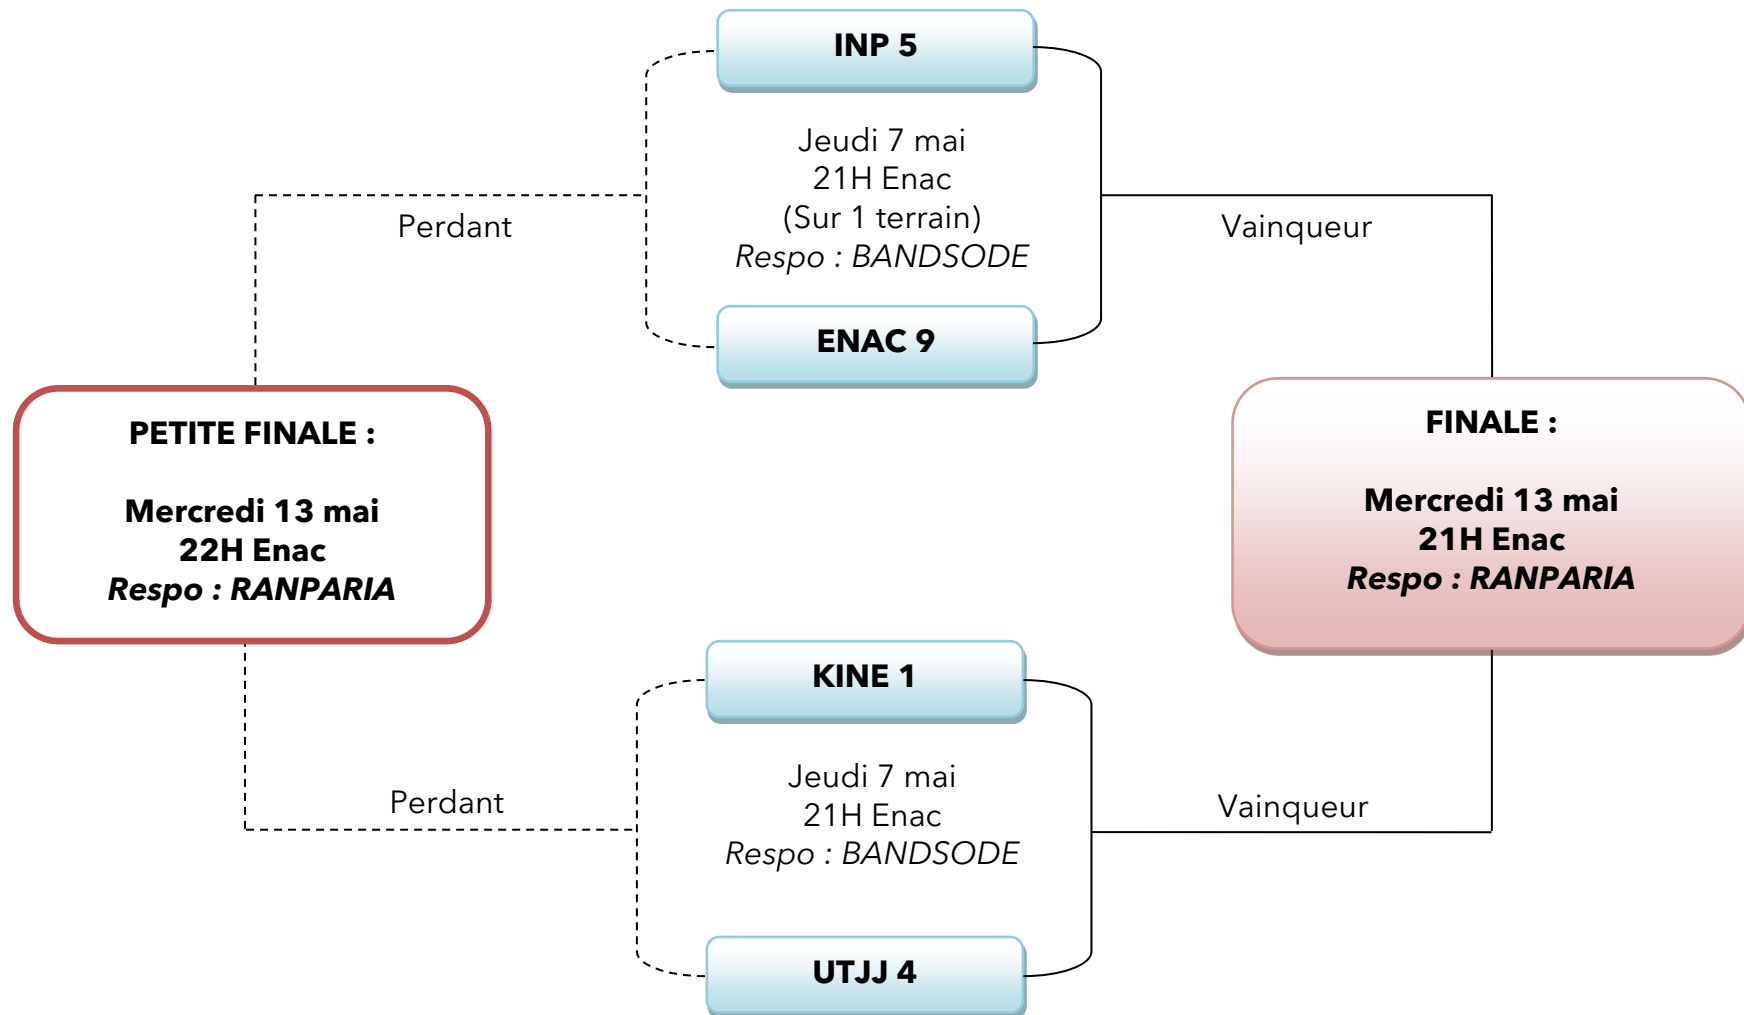 INP 5
Jeudi 7 mai
21H Enac
(Sur 1 terrain)
Respo : BANDSODE
Perdant
Vainqueur
ENAC 9
PETITE FINALE :
Mercredi 13 mai
22H Enac
Respo : RANPARIA
FINALE :
Mercredi 13 mai
21H Enac
Respo : RANPARIA
KINE 1
Jeudi 7 mai
21H Enac
Respo : BANDSODE
Perdant
Vainqueur
UTJJ 4